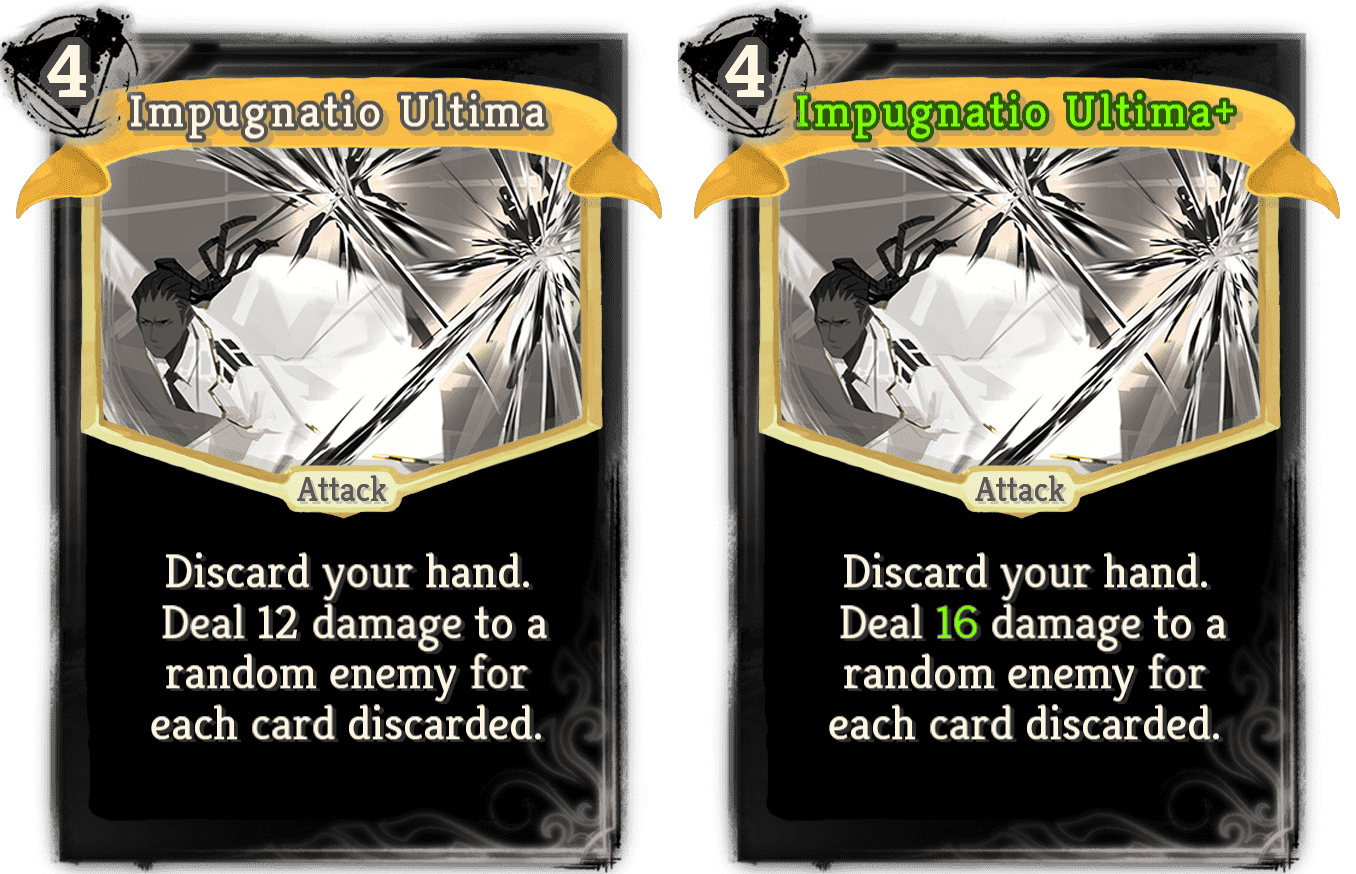 4
Impugnatio Ultima
Attack
Discard your hand.
Deal 12 damage to a
random enemy for
each card discarded.
4
Impugnatio Ultima+
Attack
Discard your hand.
Deal 16 damage to a
random enemy for
each card discarded.